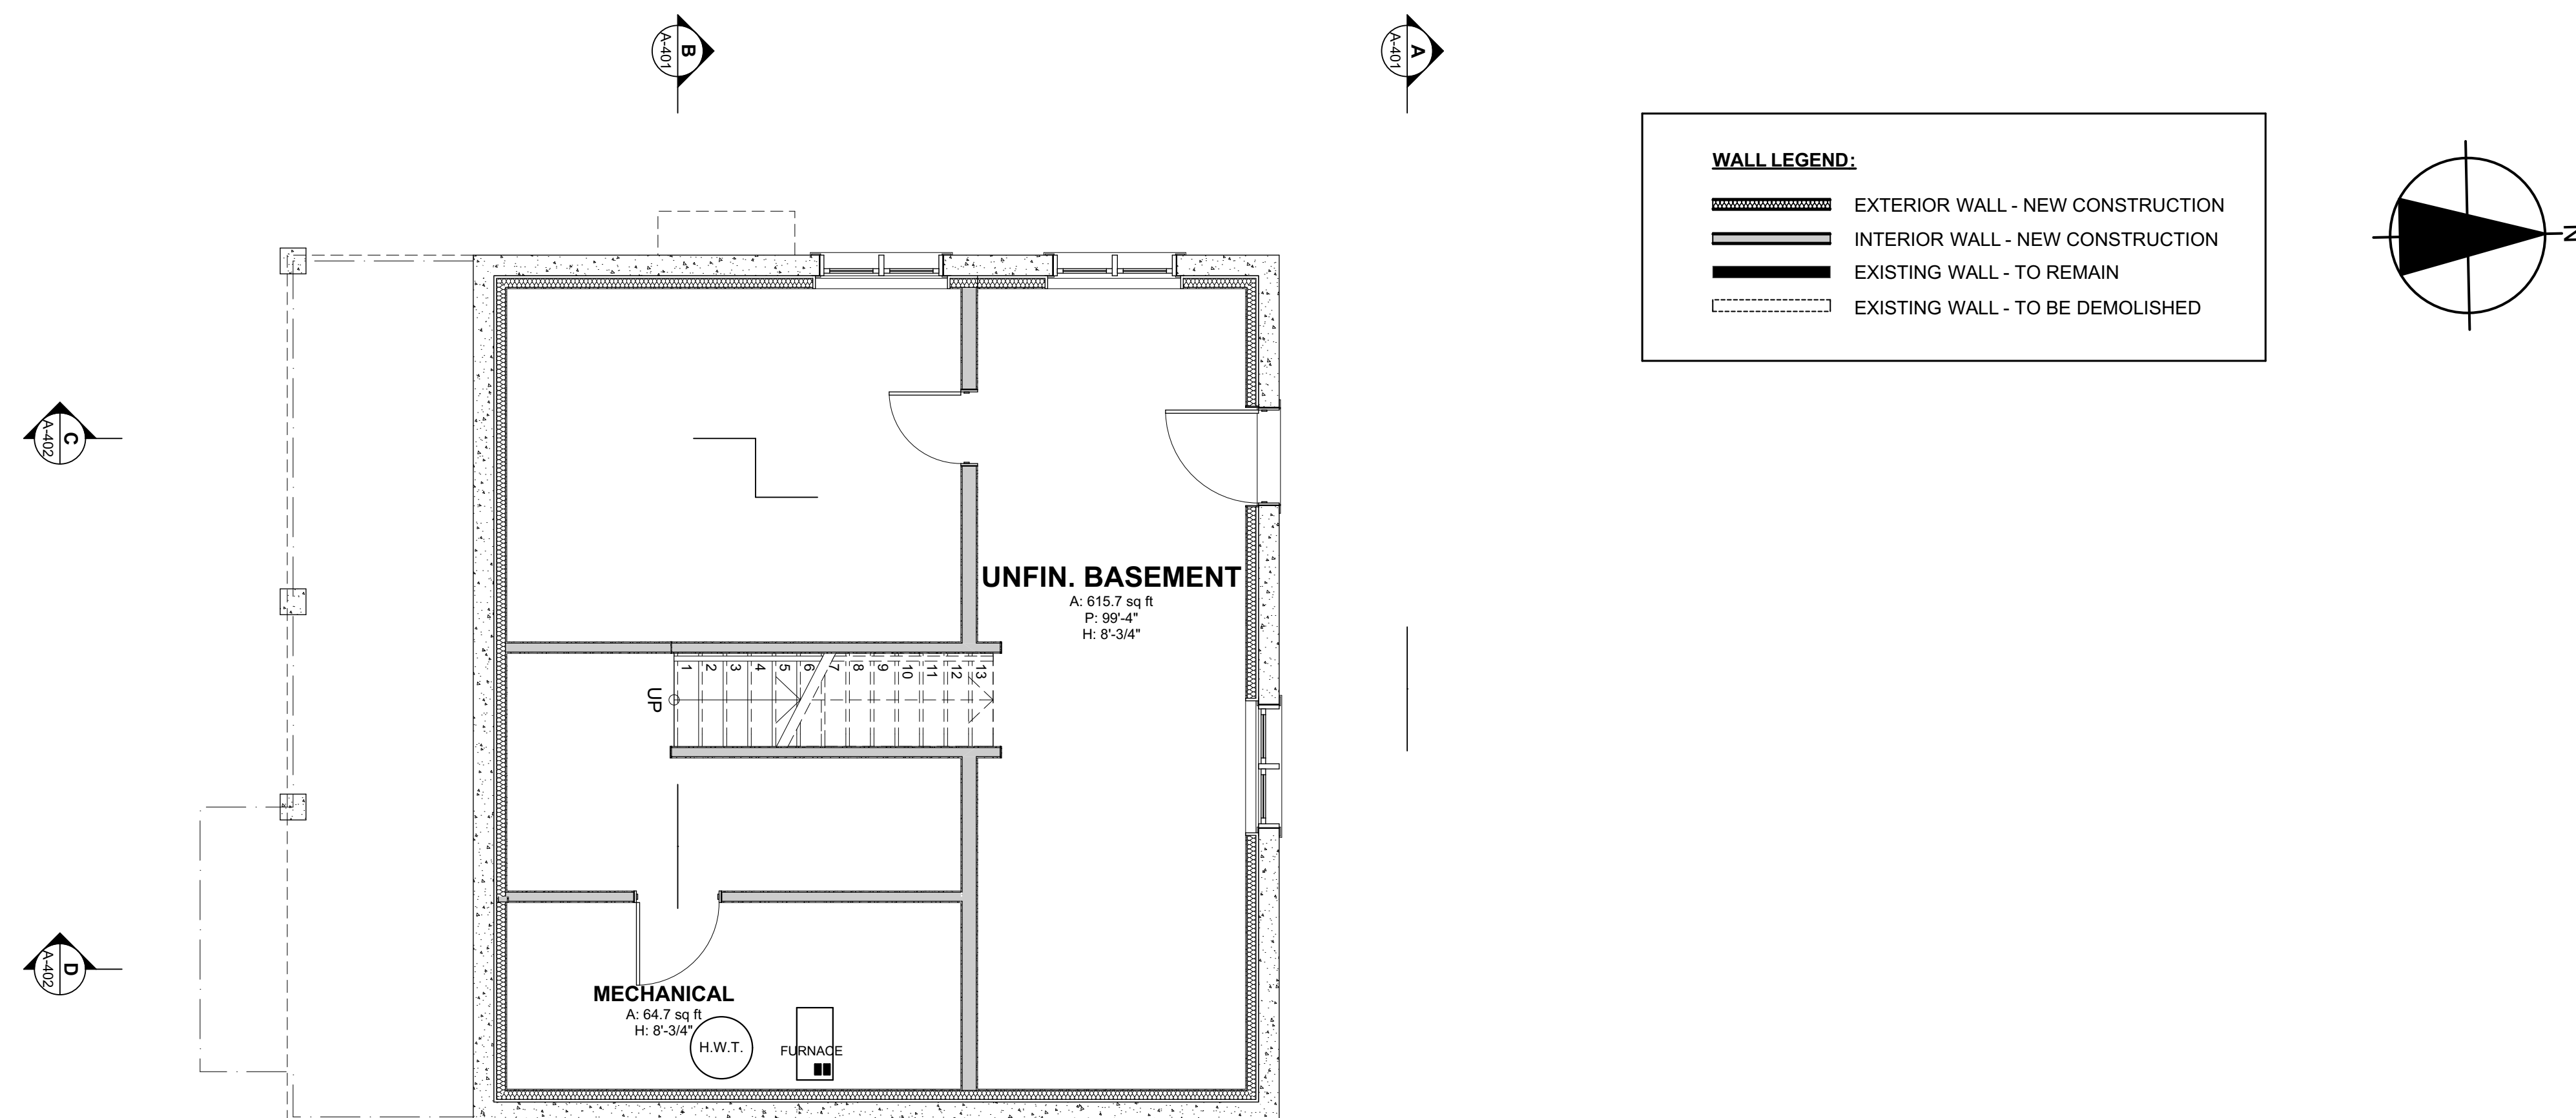 B
A-401
A
A-401
WALL LEGEND:
EXTERIOR WALL - NEW CONSTRUCTION
INTERIOR WALL - NEW CONSTRUCTION
EXISTING WALL - TO REMAIN
EXISTING WALL - TO BE DEMOLISHED
N
C
A-402
UNFIN. BASEMENT
A: 615.7 sq ft
P: 99'-4"
H: 8'-3/4"
1 2 3 4 5 6 7 8 9 10 11 12 13
UP
D
A-402
MECHANICAL
A: 64.7 sq ft
H: 8'-3/4"
H.W.T.
FURNACE